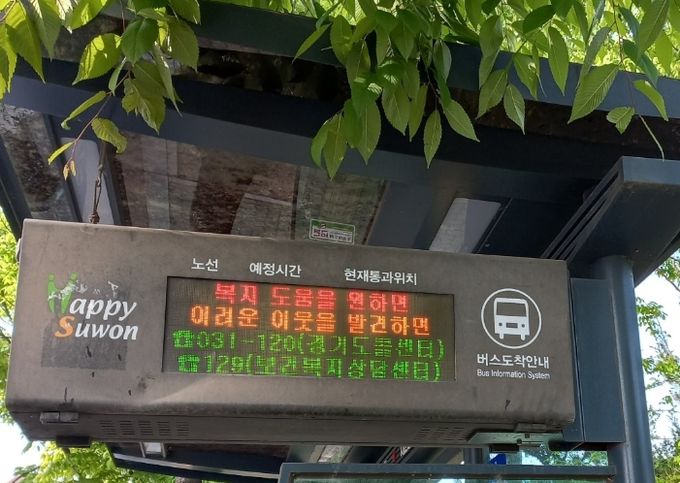 노선 예정시간 현재통과위치
Happy
Suwon
복지 도움을 원하면
어려운 이웃을 발견하면
☎031-120(경기도콜센터)
☎129(보건복지상담센터)
버스도착안내
Bus Information System